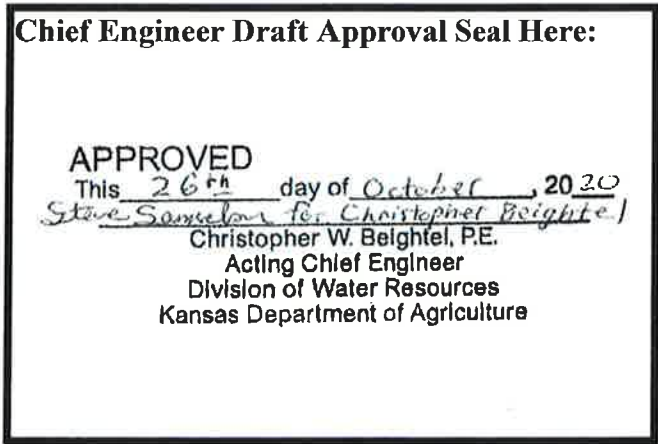 Chief Engineer Draft Approval Seal Here:
APPROVED
This 26th day of October, 2020
Steve Samuelson for Christopher Beightel
Christopher W. Beightel, P.E.
Acting Chief Engineer
Division of Water Resources
Kansas Department of Agriculture